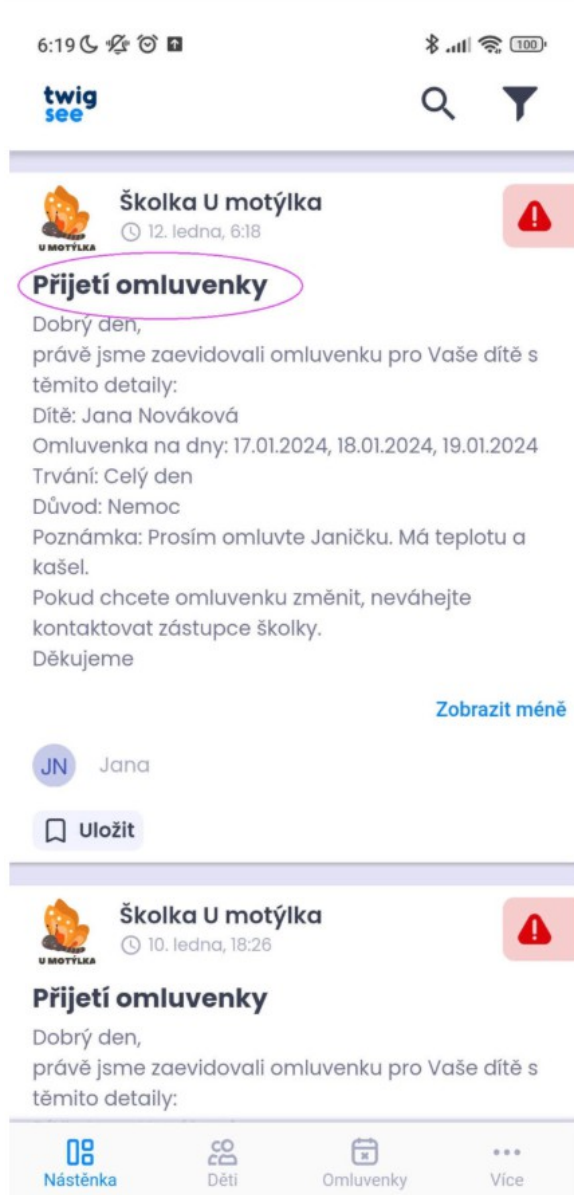 6:19
100
twig
see
Školka U motýlka
U MOTÝLKA
12. ledna, 6:18
Přijetí omluvenky
Dobrý den,
právě jsme zaevidovali omluvenku pro Vaše dítě s
těmito detaily:
Dítě: Jana Nováková
Omluvenka na dny: 17.01.2024, 18.01.2024, 19.01.2024
Trvání: Celý den
Důvod: Nemoc
Poznámka: Prosím omluvte Janičku. Má teplotu a
kašel.
Pokud chcete omluvenku změnit, neváhejte
kontaktovat zástupce školky.
Děkujeme
Zobrazit méně
JN Jana
Uložit
Školka U motýlka
U MOTÝLKA
10. ledna, 18:26
Přijetí omluvenky
Dobrý den,
právě jsme zaevidovali omluvenku pro Vaše dítě s
těmito detaily:
Nástěnka Děti Omluvenky Více